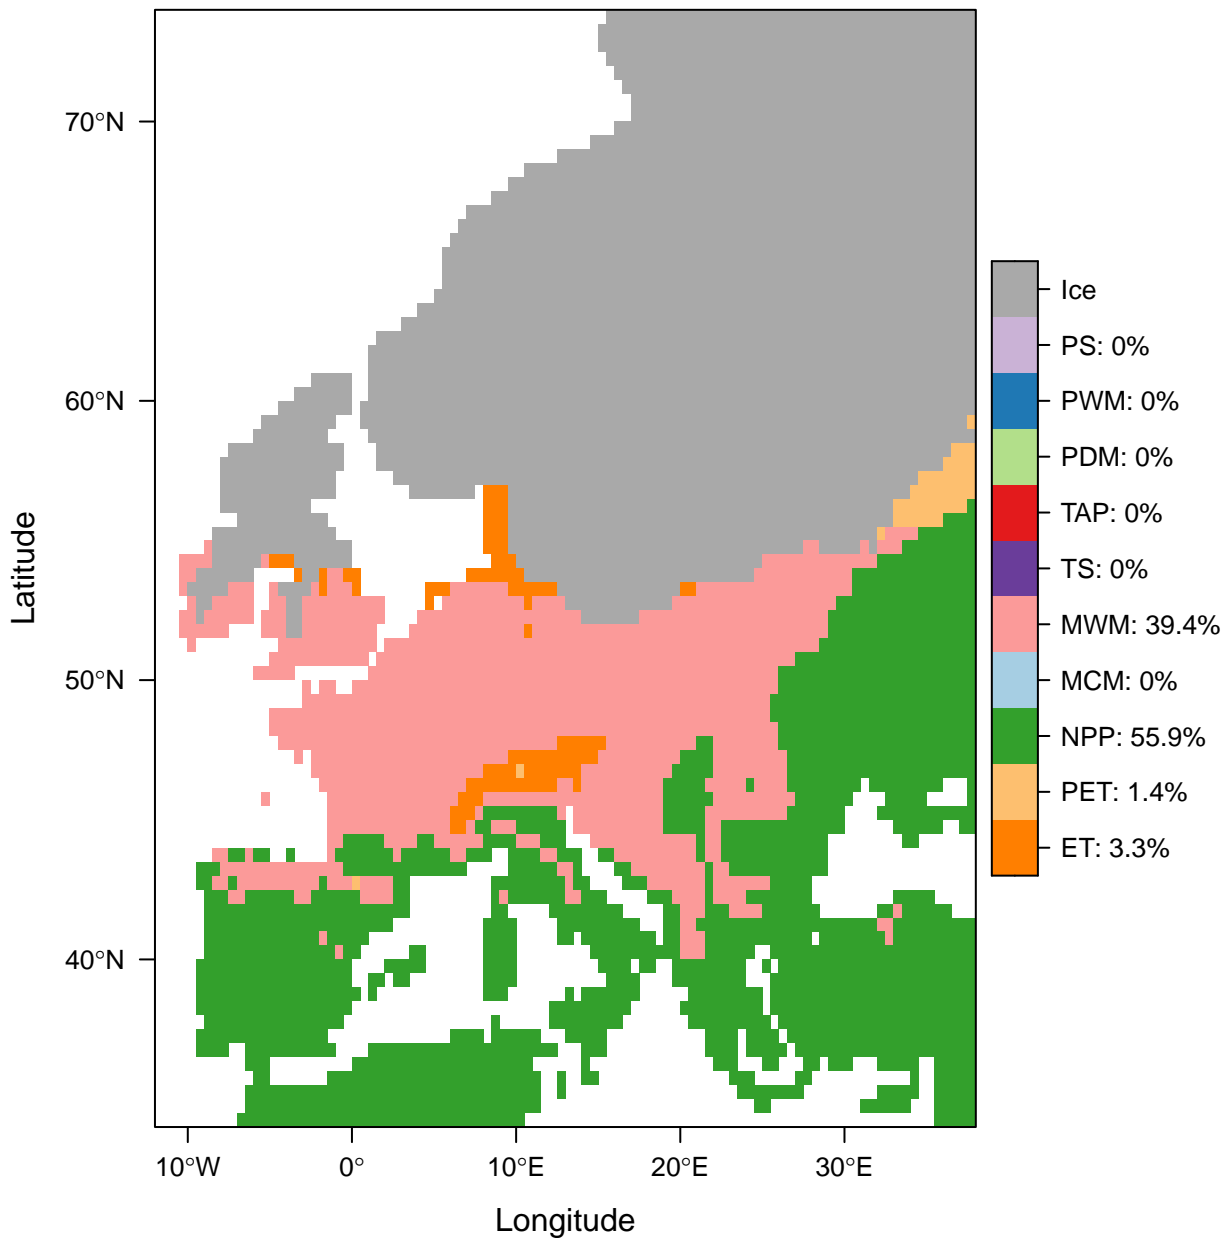 Latitude
70°N
60°N
50°N
40°N
10°W
0°
10°E
20°E
30°E
Longitude
Ice
PS: 0%
PWM: 0%
PDM: 0%
TAP: 0%
TS: 0%
MWM: 39.4%
MCM: 0%
NPP: 55.9%
PET: 1.4%
ET: 3.3%